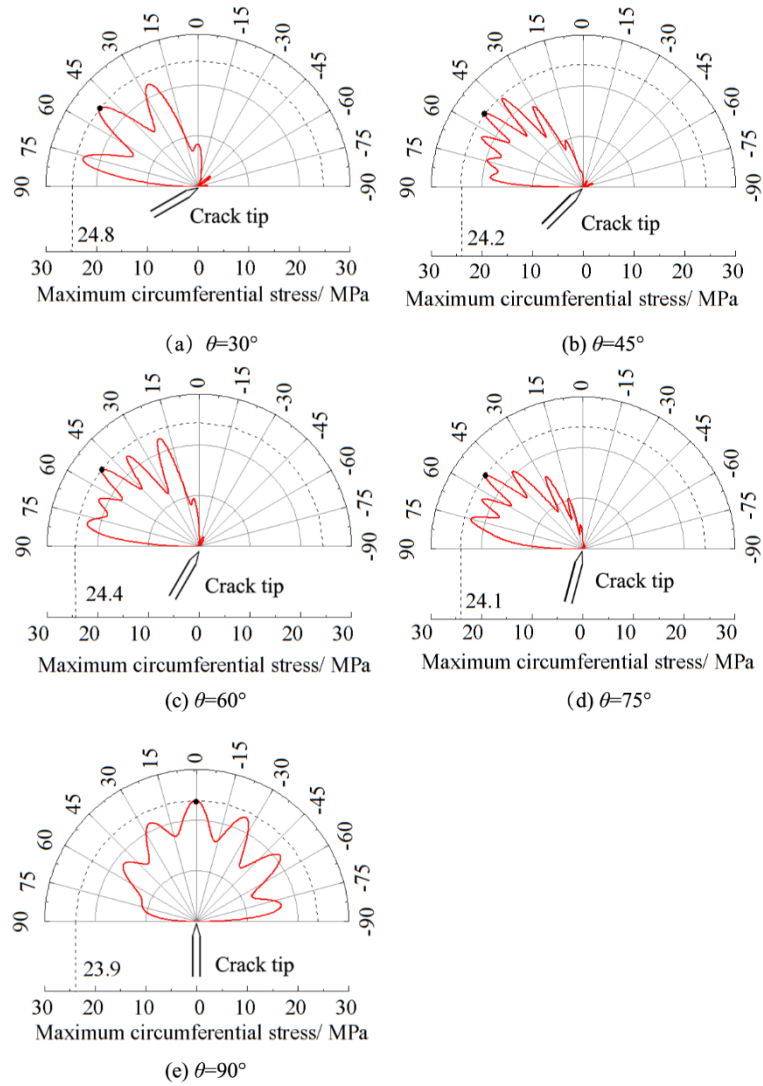 90 75 60 45 30 15 0 -15 -30 -45 -60 -75 -90
Crack tip
24.8
30 20 10 0 10 20 30
Maximum circumferential stress/ MPa
(a) θ=30°
90 75 60 45 30 15 0 -15 -30 -45 -60 -75 -90
Crack tip
24.2
30 20 10 0 10 20 30
Maximum circumferential stress/ MPa
(b) θ=45°
90 75 60 45 30 15 0 -15 -30 -45 -60 -75 -90
Crack tip
24.4
30 20 10 0 10 20 30
Maximum circumferential stress/ MPa
(c) θ=60°
90 75 60 45 30 15 0 -15 -30 -45 -60 -75 -90
Crack tip
24.1
30 20 10 0 10 20 30
Maximum circumferential stress/ MPa
(d) θ=75°
90 75 60 45 30 15 0 -15 -30 -45 -60 -75 -90
Crack tip
23.9
30 20 10 0 10 20 30
Maximum circumferential stress/ MPa
(e) θ=90°